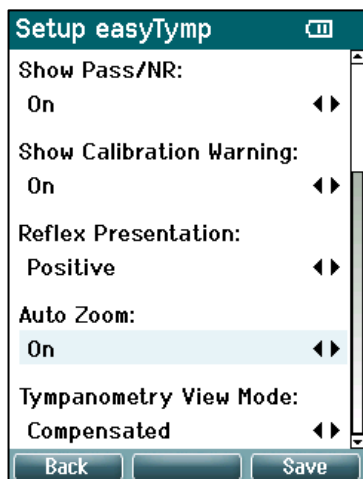 Setup easyTymp
Show Pass/NR:
On
Show Calibration Warning:
On
Reflex Presentation:
Positive
Auto Zoom:
On
Tympanometry View Mode:
Compensated
Back
Save